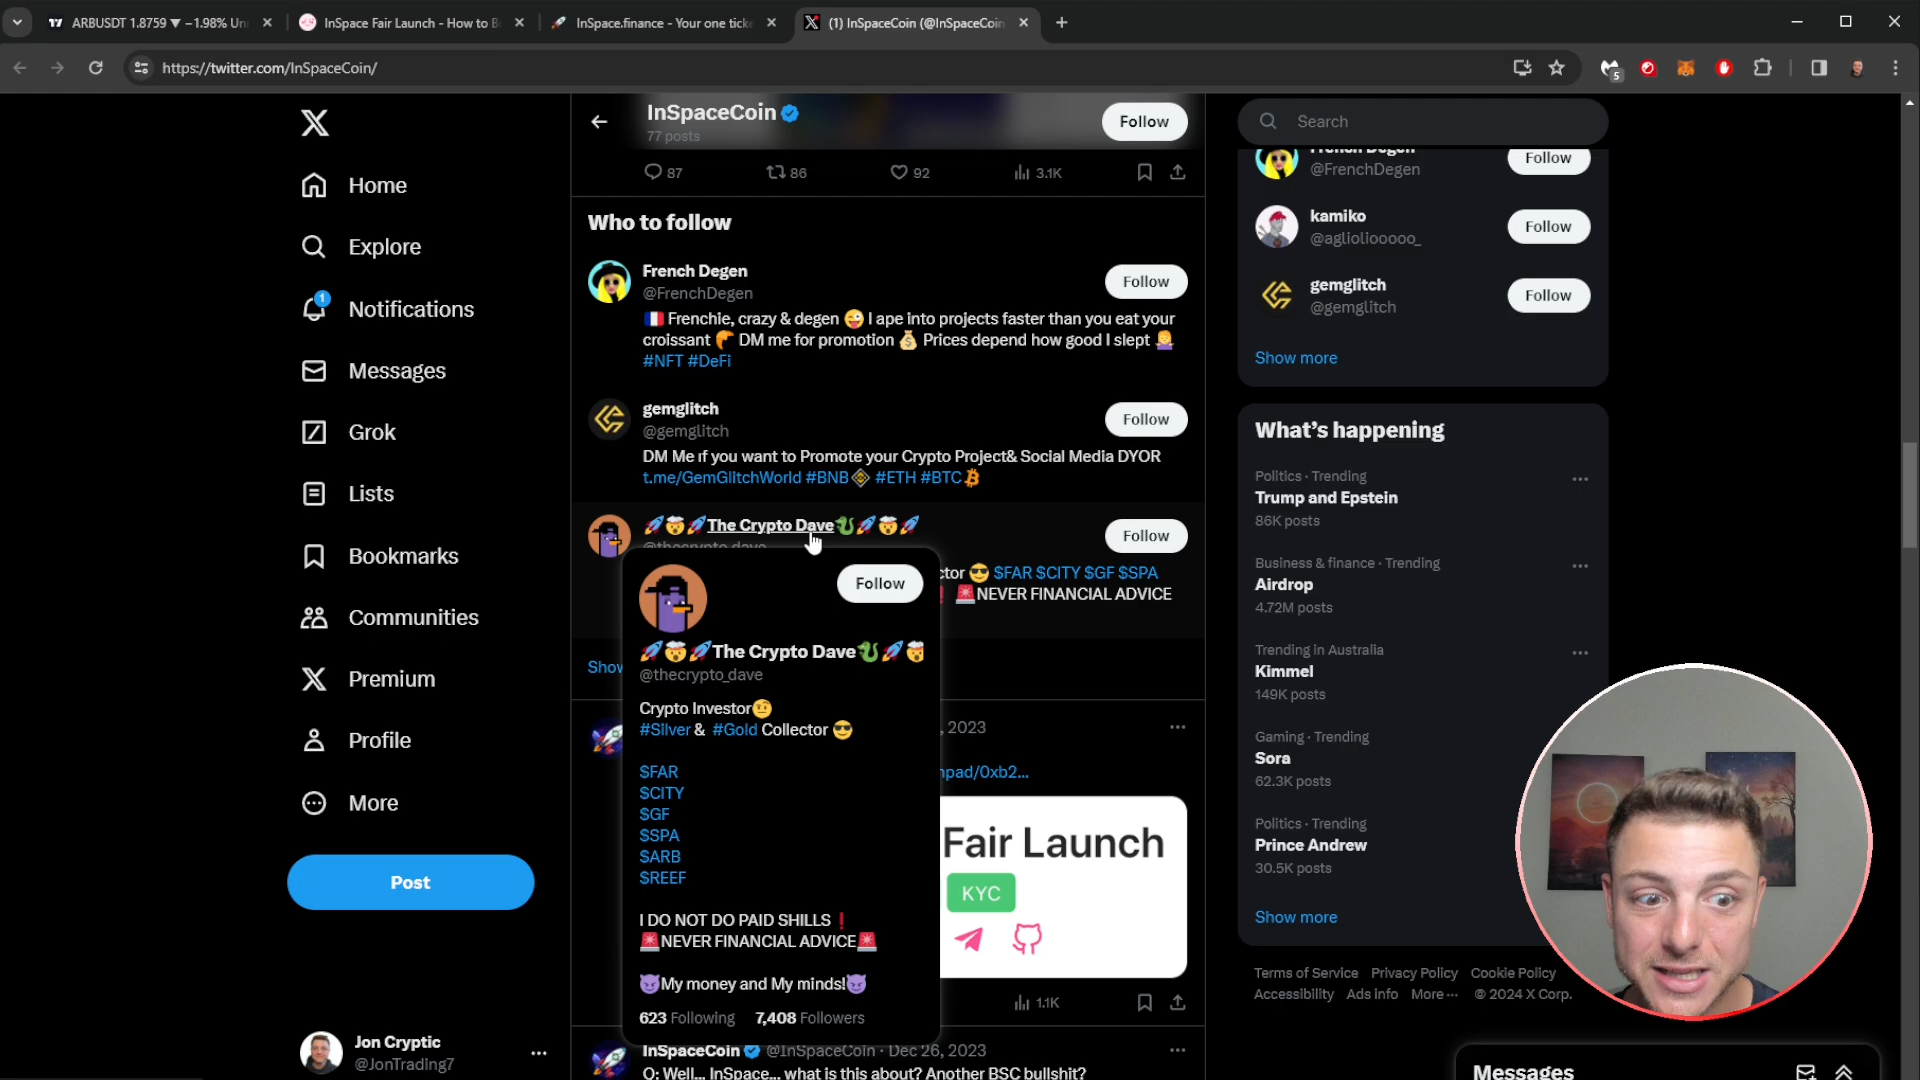 ARBUSDT 1.8759 ▼ −1.98% Un
InSpace Fair Launch - How to B
InSpace.finance - Your one ticke
(1) InSpaceCoin (@InSpaceCoin
https://twitter.com/InSpaceCoin/
5
Home
Explore
1
Notifications
Messages
Grok
Lists
Bookmarks
Communities
Premium
Profile
More
Post
Jon Cryptic
@JonTrading7
InSpaceCoin
77 posts
Follow
87
86
92
3.1K
Who to follow
French Degen
@FrenchDegen
Follow
🇫🇷 Frenchie, crazy & degen 😜 I ape into projects faster than you eat your
croissant 🥐 DM me for promotion 💰 Prices depend how good I slept 🤷‍♀️
#NFT #DeFi
gemglitch
@gemglitch
Follow
DM Me ıf you want to Promote your Crypto Project& Social Media DYOR
t.me/GemGlitchWorld #BNB #ETH #BTC
🚀🤯🚀The Crypto Dave🐍🚀🤯🚀
@thecrypto_dave
Follow
ctor 😎 $FAR $CITY $GF $SPA
🚨NEVER FINANCIAL ADVICE
Show
Follow
🚀🤯🚀The Crypto Dave🐍🚀🤯
@thecrypto_dave
Crypto Investor🤨
#Silver & #Gold Collector 😎
$FAR
$CITY
$GF
$SPA
$ARB
$REEF
I DO NOT DO PAID SHILLS❗
🚨NEVER FINANCIAL ADVICE🚨
😈My money and My minds!😈
623 Following 7,408 Followers
, 2023
npad/0xb2...
Fair Launch
KYC
1.1K
InSpaceCoin @InSpaceCoin · Dec 26, 2023
Q: Well... InSpace... what is this about? Another BSC bullshit?
Search
French Degen
@FrenchDegen
Follow
kamiko
@agliolioooo_
Follow
gemglitch
@gemglitch
Follow
Show more
What's happening
Politics · Trending
Trump and Epstein
86K posts
Business & finance · Trending
Airdrop
4.72M posts
Trending in Australia
Kimmel
149K posts
Gaming · Trending
Sora
62.3K posts
Politics · Trending
Prince Andrew
30.5K posts
Show more
Terms of Service Privacy Policy Cookie Policy
Accessibility Ads info More ··· © 2024 X Corp.
Messages